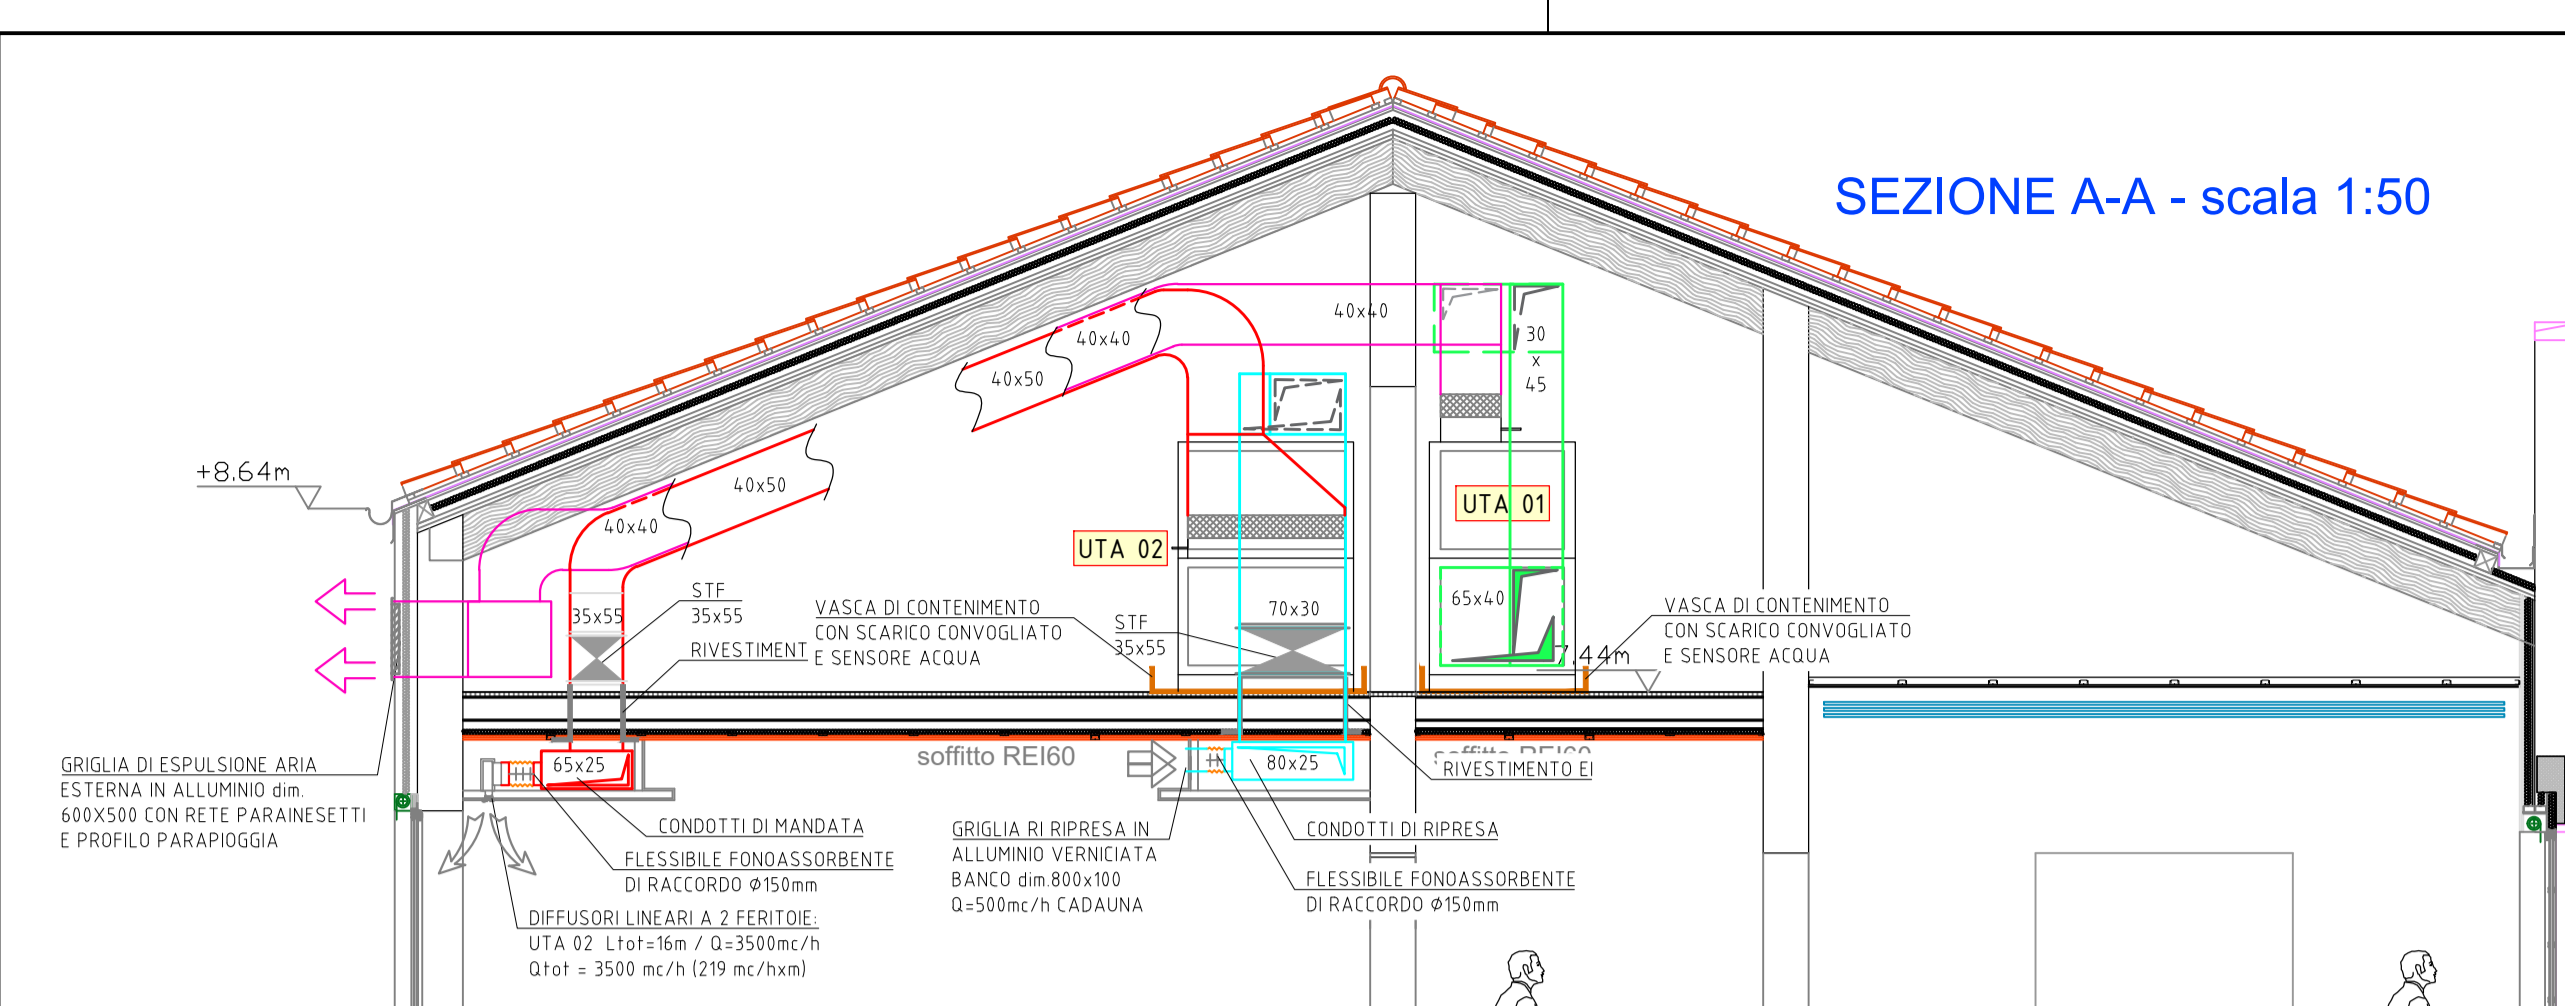 SEZIONE A-A - scala 1:50
40x40
30
x
45
40x40
40x50
+8.64m
40x50
40x40
UTA 01
UTA 02
STF
35x55
35x55
RIVESTIMENT
VASCA DI CONTENIMENTO
CON SCARICO CONVOGLIATO
E SENSORE ACQUA
STF
35x55
70x30
65x40
7.44m
VASCA DI CONTENIMENTO
CON SCARICO CONVOGLIATO
E SENSORE ACQUA
soffitto REI60
soffitto REI60
RIVESTIMENTO EI
65x25
80x25
GRIGLIA DI ESPULSIONE ARIA
ESTERNA IN ALLUMINIO dim.
600X500 CON RETE PARAINESETTI
E PROFILO PARAPIOGGIA
CONDOTTI DI MANDATA
FLESSIBILE FONOASSORBENTE
DI RACCORDO Φ150mm
DIFFUSORI LINEARI A 2 FERITOIE:
UTA 02 Ltot=16m / Q=3500mc/h
Qtot = 3500 mc/h (219 mc/hxm)
GRIGLIA RI RIPRESA IN
ALLUMINIO VERNICIATA
BANCO dim.800x100
Q=500mc/h CADAUNA
CONDOTTI DI RIPRESA
FLESSIBILE FONOASSORBENTE
DI RACCORDO Φ150mm